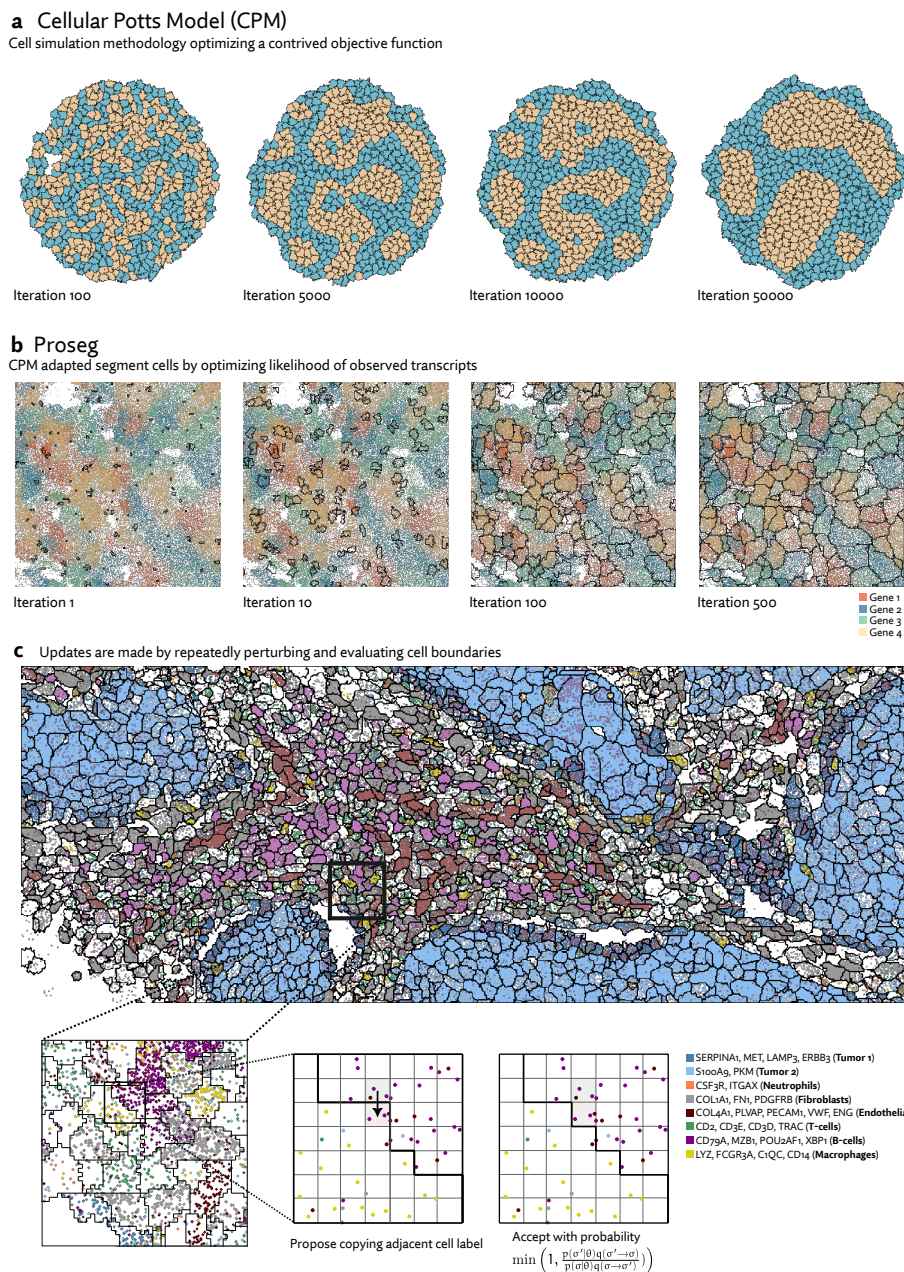 a Cellular Potts Model (CPM)
Cell simulation methodology optimizing a contrived objective function
Iteration 100
Iteration 5000
Iteration 10000
Iteration 50000
b Proseg
CPM adapted segment cells by optimizing likelihood of observed transcripts
Iteration 1
Iteration 10
Iteration 100
Iteration 500
Gene 1
Gene 2
Gene 3
Gene 4
c Updates are made by repeatedly perturbing and evaluating cell boundaries
SERPINA1, MET, LAMP3, ERBB3 (Tumor 1)
S100A9, PKM (Tumor 2)
CSF3R, ITGAX (Neutrophils)
COL1A1, FN1, PDGFRB (Fibroblasts)
COL4A1, PLVAP, PECAM1, VWF, ENG (Endothelia
CD2, CD3E, CD3D, TRAC (T-cells)
CD79A, MZB1, POU2AF1, XBP1 (B-cells)
LYZ, FCGR3A, C1QC, CD14 (Macrophages)
Propose copying adjacent cell label
Accept with probability
min (1, p(σ′|θ)q(σ′→σ) / p(σ|θ)q(σ→σ′)))